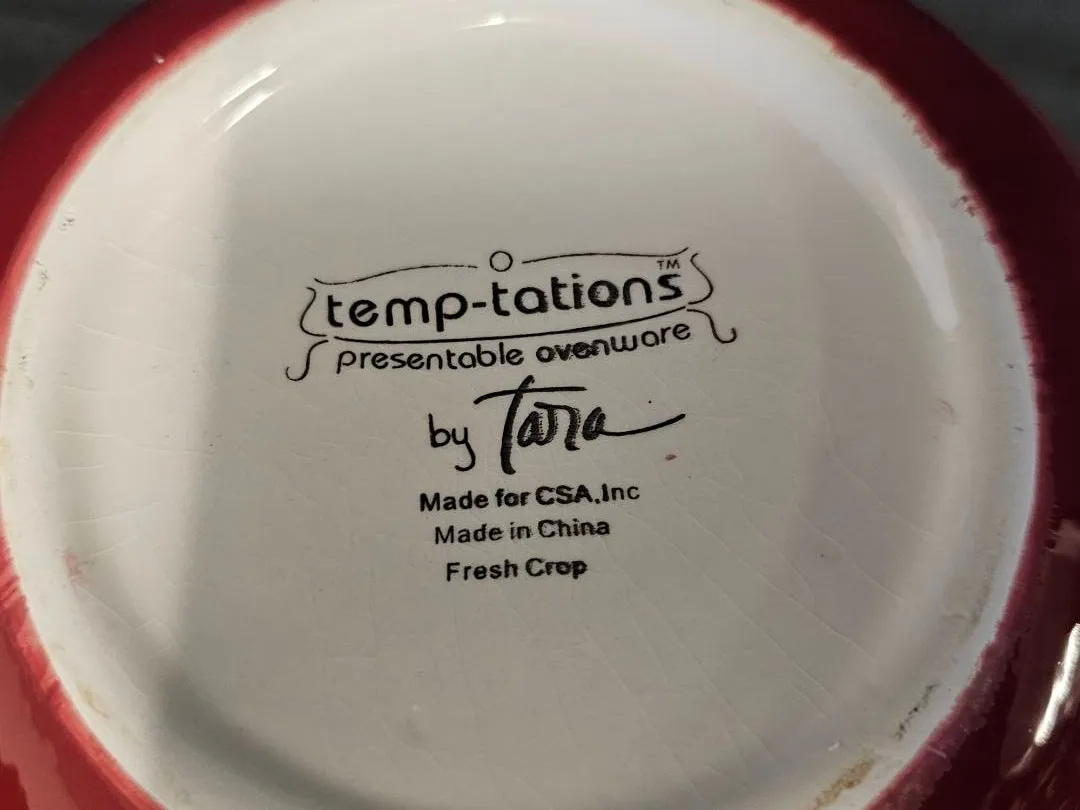 temp-tations™
presentable ovenware
by Tara
Made for CSA.Inc
Made in China
Fresh Crop